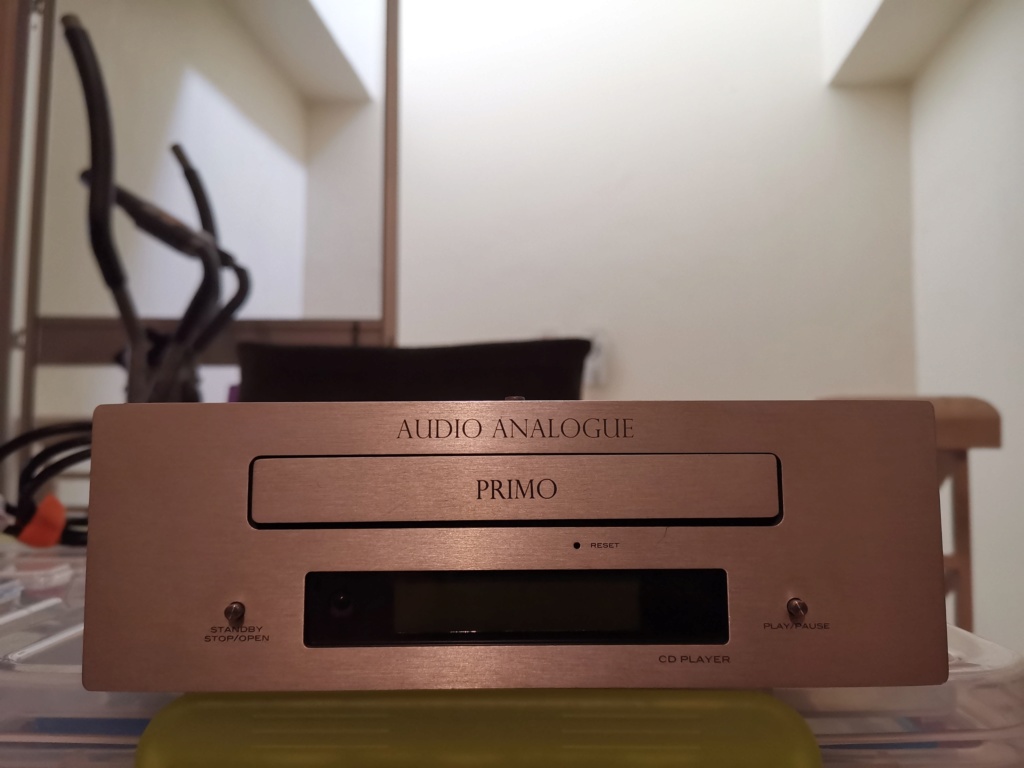 AUDIO ANALOGUE
PRIMO
RESET
STANDBY
STOP/OPEN
PLAY/PAUSE
CD PLAYER